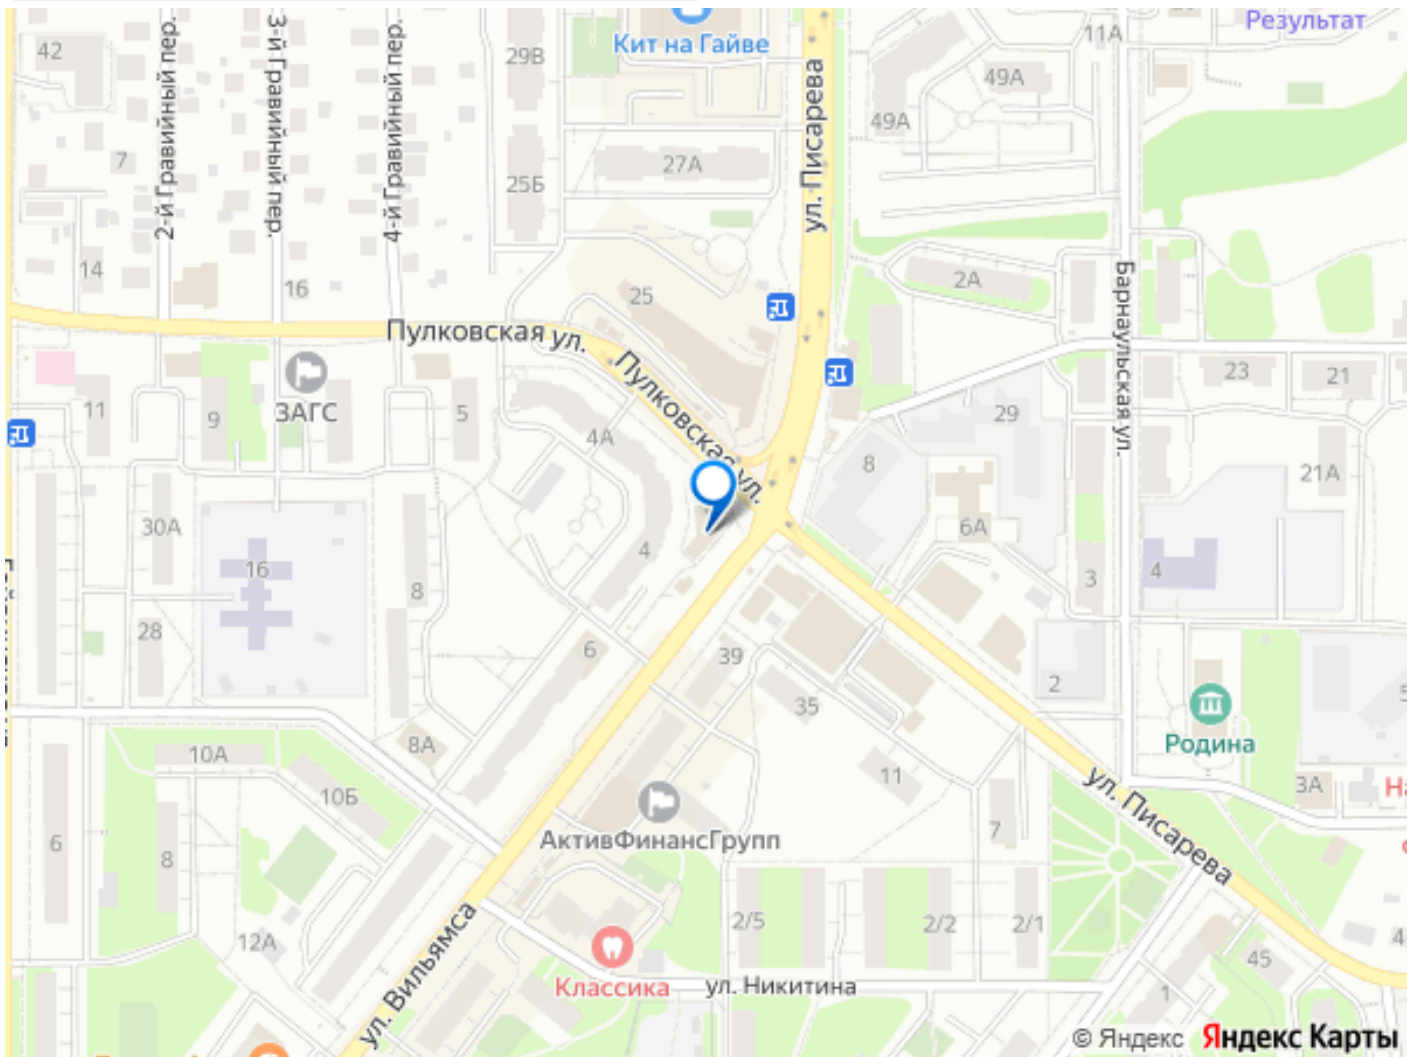 Результат
Кит на Гайве
42
29В
11А
49А
49А
2-й Гравийный пер.
3-й Гравийный пер.
4-й Гравийный пер.
ул. Писарева
7
27А
25Б
14
16
25
2А
Барнаульская ул.
Пулковская ул.
Пулковская ул.
ЗАГС
11
9
5
4А
8
29
23
21
21А
30А
16
8
4
6А
3
4
28
6
39
35
2
Родина
8А
10А
10Б
11
3А
АктивФинансГрупп
ул. Писарева
6
8
7
12А
2/5
2/2
2/1
ул. Вильямса
Классика
ул. Никитина
45
1
© Яндекс Яндекс Карты